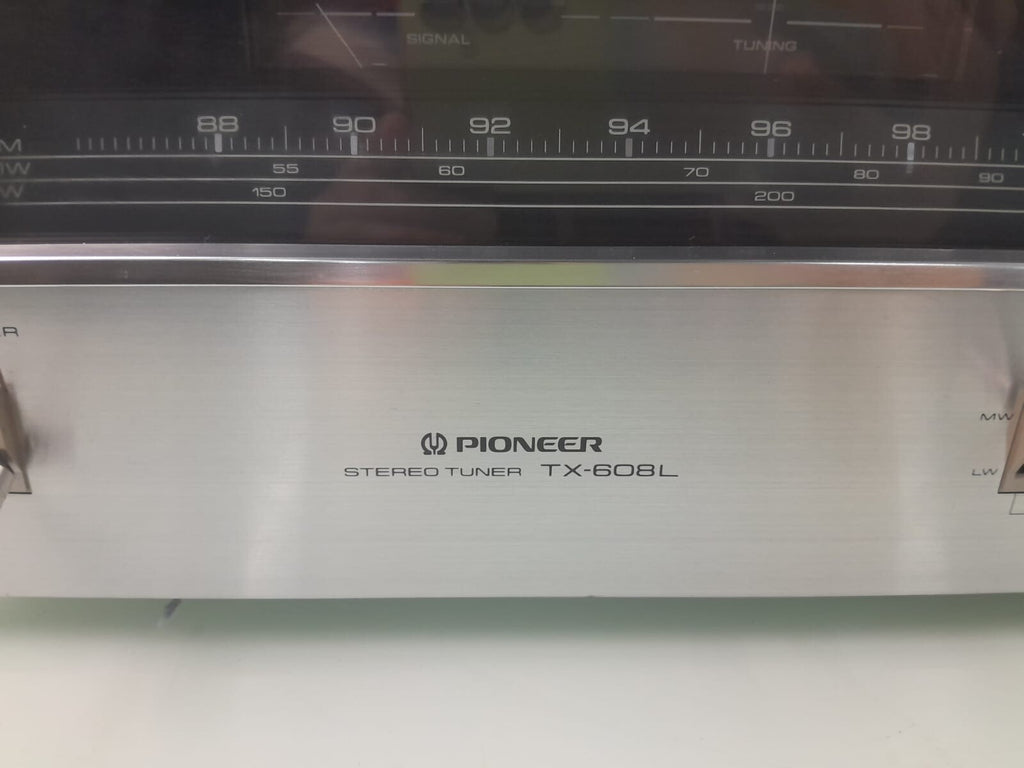 SIGNAL TUNING
88 90 92 94 96 98
55 60 70 80 90
150 200
MW
PIONEER
LW
STEREO TUNER TX-608L